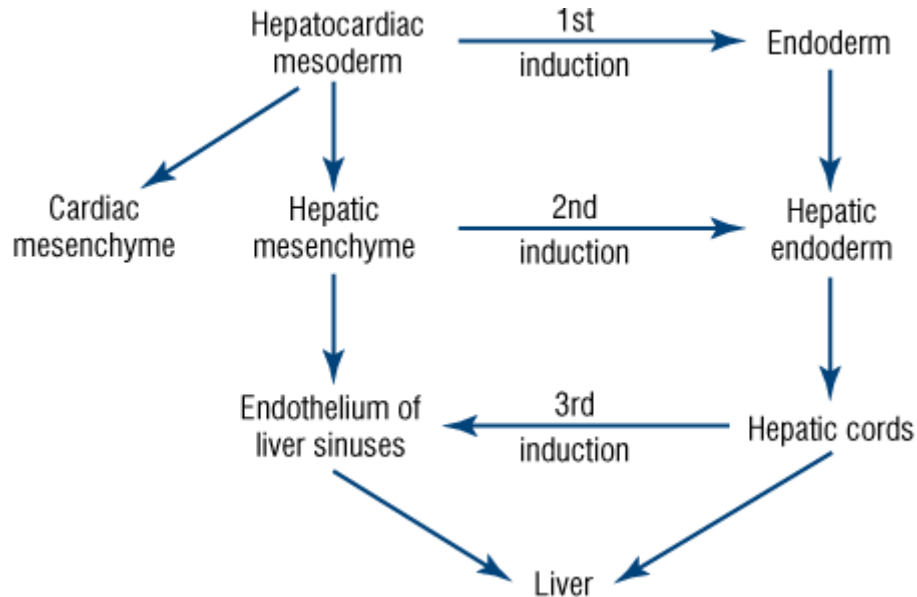 Hepatocardiac
mesoderm
1st
induction
Endoderm
Cardiac
mesenchyme
Hepatic
mesenchyme
2nd
induction
Hepatic
endoderm
Endothelium of
liver sinuses
3rd
induction
Hepatic cords
Liver